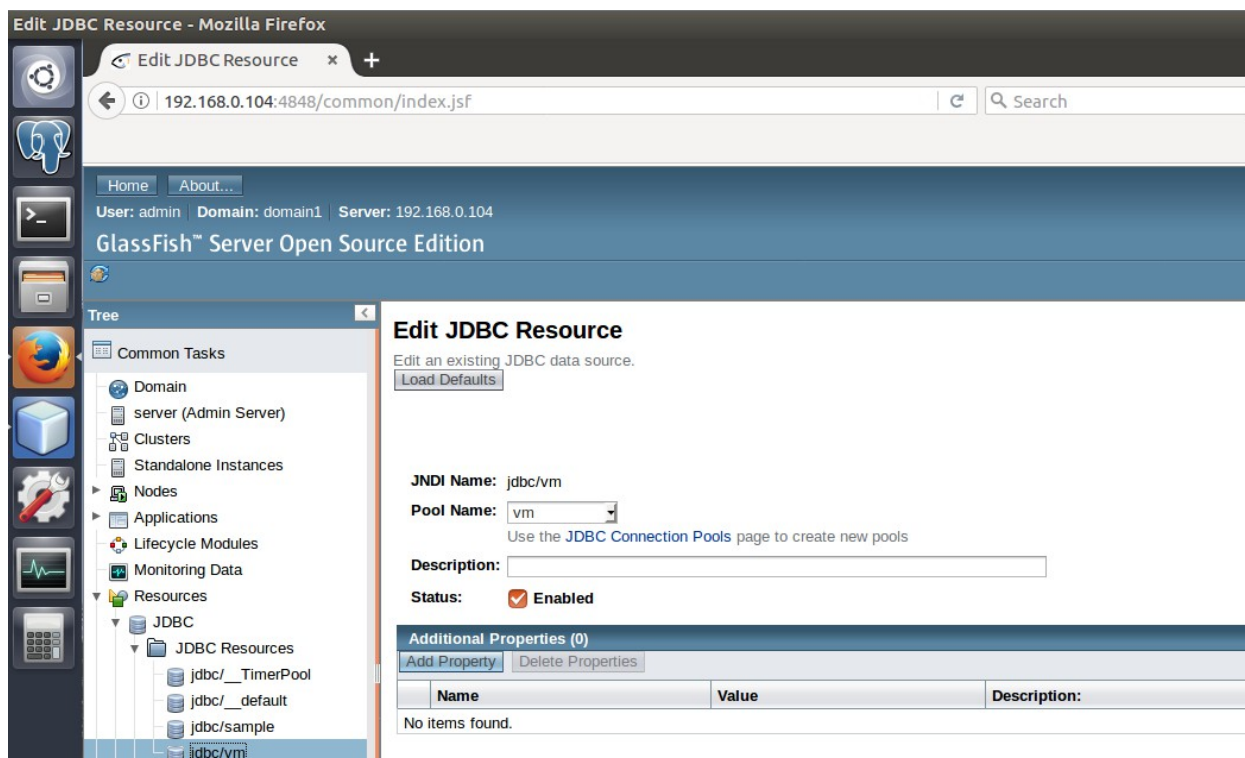 Edit JDBC Resource - Mozilla Firefox
Edit JDBC Resource × +
192.168.0.104:4848/common/index.jsf Search
Home About...
User: admin Domain: domain1 Server: 192.168.0.104
GlassFish™ Server Open Source Edition
Tree
Common Tasks
Domain
server (Admin Server)
Clusters
Standalone Instances
Nodes
Applications
Lifecycle Modules
Monitoring Data
Resources
JDBC
JDBC Resources
jdbc/__TimerPool
jdbc/__default
jdbc/sample
jdbc/vm
Edit JDBC Resource
Edit an existing JDBC data source.
Load Defaults
JNDI Name: jdbc/vm
Pool Name: vm
Use the JDBC Connection Pools page to create new pools
Description:
Status: Enabled
Additional Properties (0)
Add Property Delete Properties
Name Value Description:
No items found.